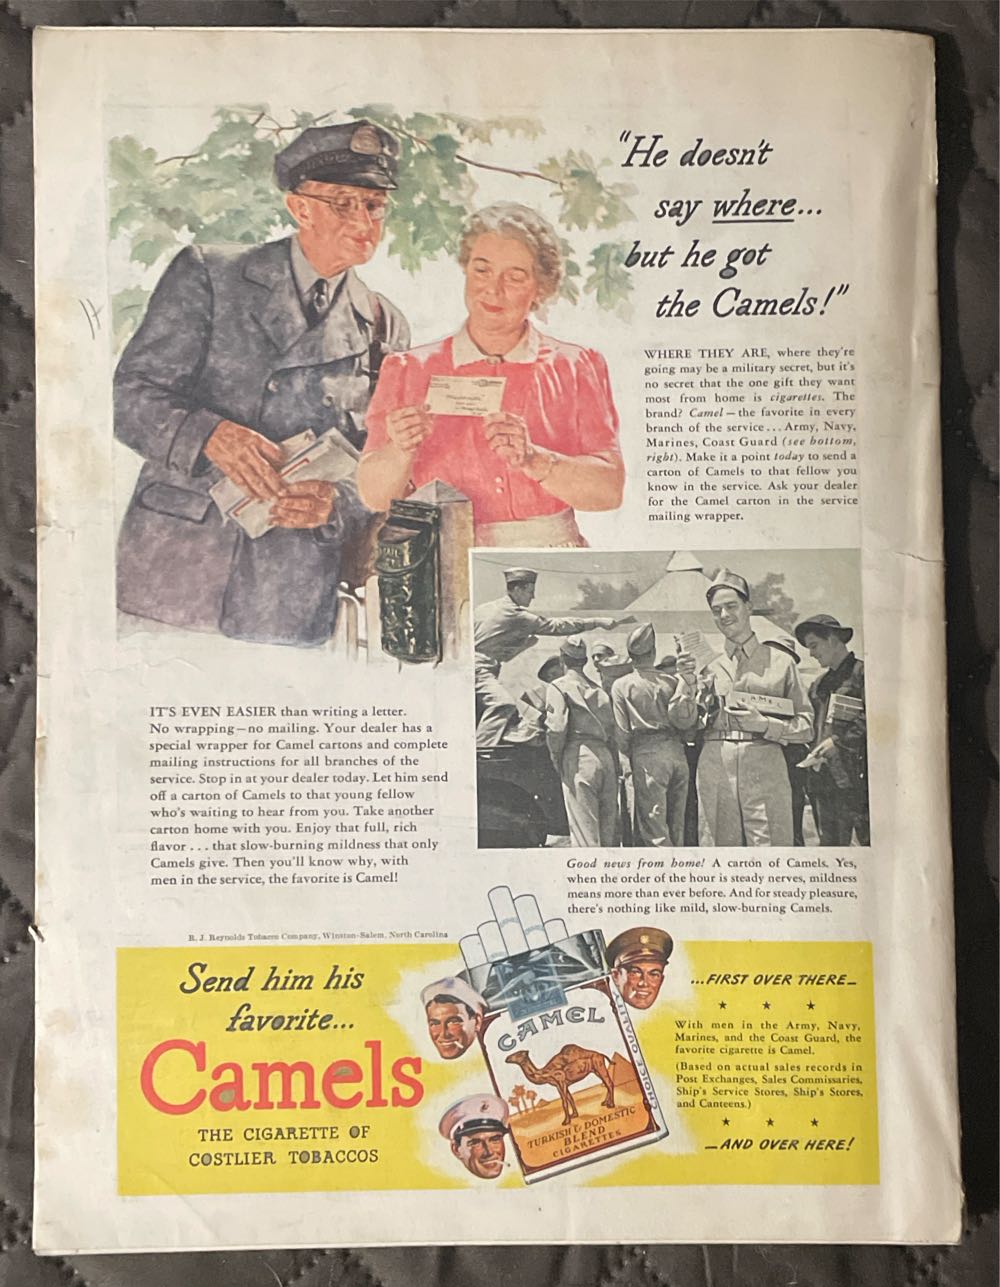 "He doesn't
say where...
but he got
the Camels!"
WHERE THEY ARE, where they're
going may be a military secret, but it's
no secret that the one gift they want
most from home is cigarettes. The
brand? Camel—the favorite in every
branch of the service... Army, Navy,
Marines, Coast Guard (see bottom,
right). Make it a point today to send a
carton of Camels to that fellow you
know in the service. Ask your dealer
for the Camel carton in the service
mailing wrapper.
MAIL
CAMEL
IT'S EVEN EASIER than writing a letter.
No wrapping—no mailing. Your dealer has a
special wrapper for Camel cartons and complete
mailing instructions for all branches of the
service. Stop in at your dealer today. Let him send
off a carton of Camels to that young fellow
who's waiting to hear from you. Take another
carton home with you. Enjoy that full, rich
flavor . . . that slow-burning mildness that only
Camels give. Then you'll know why, with
men in the service, the favorite is Camel!
Good news from home! A carton of Camels. Yes,
when the order of the hour is steady nerves, mildness
means more than ever before. And for steady pleasure,
there's nothing like mild, slow-burning Camels.
R. J. Reynolds Tobacco Company, Winston-Salem, North Carolina
Send him his
favorite...
Camels
THE CIGARETTE OF
COSTLIER TOBACCOS
CAMEL
CHOICE QUALITY
TURKISH & DOMESTIC
BLEND
CIGARETTES
...FIRST OVER THERE—
With men in the Army, Navy,
Marines, and the Coast Guard, the
favorite cigarette is Camel.
(Based on actual sales records in
Post Exchanges, Sales Commissaries,
Ship's Service Stores, Ship's Stores,
and Canteens.)
—AND OVER HERE!